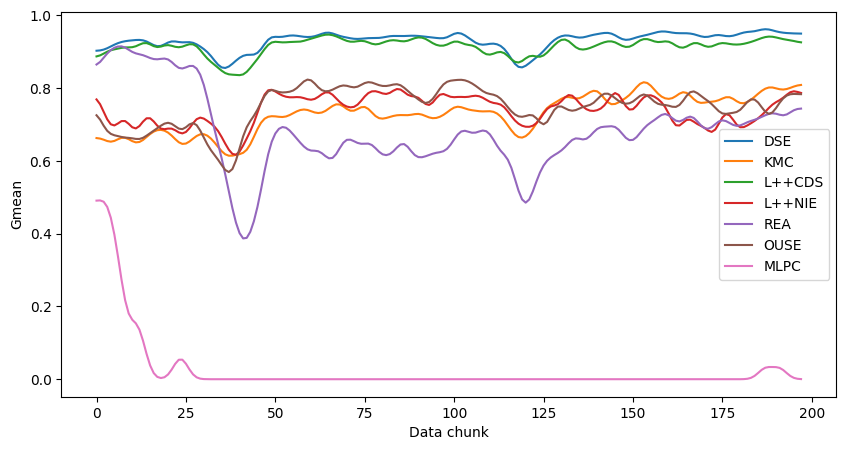 1.0
0.8
0.6
0.4
0.2
0.0
Gmean
0
25
50
75
100
125
150
175
200
Data chunk
DSE
KMC
L++CDS
L++NIE
REA
OUSE
MLPC